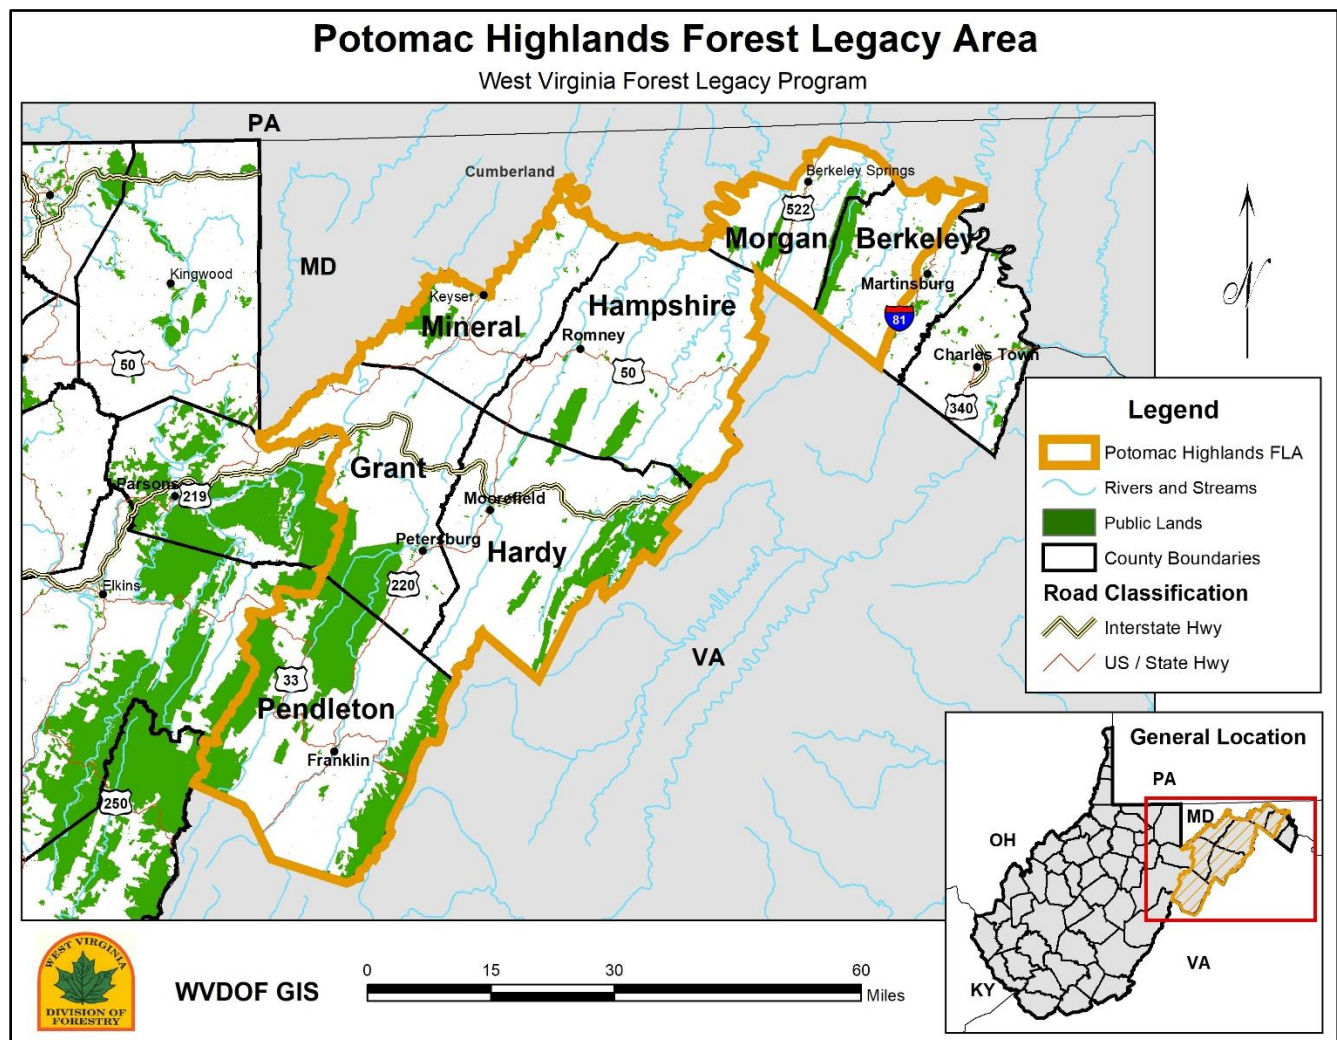 Potomac Highlands Forest Legacy Area
West Virginia Forest Legacy Program
PA
Cumberland
Berkeley Springs
522
Morgan
Berkeley
MD
Kingwood
Keyser
Mineral
Hampshire
Martinsburg
81
Romney
50
50
Charles Town
340
Grant
Parsons
219
Moorefield
Petersburg
Hardy
220
Elkins
33
Pendleton
Franklin
250
VA
N
Legend
Potomac Highlands FLA
Rivers and Streams
Public Lands
County Boundaries
Road Classification
Interstate Hwy
US / State Hwy
General Location
PA
MD
OH
VA
KY
WEST VIRGINIA
DIVISION OF
FORESTRY
WVDOF GIS
0 15 30 60
Miles